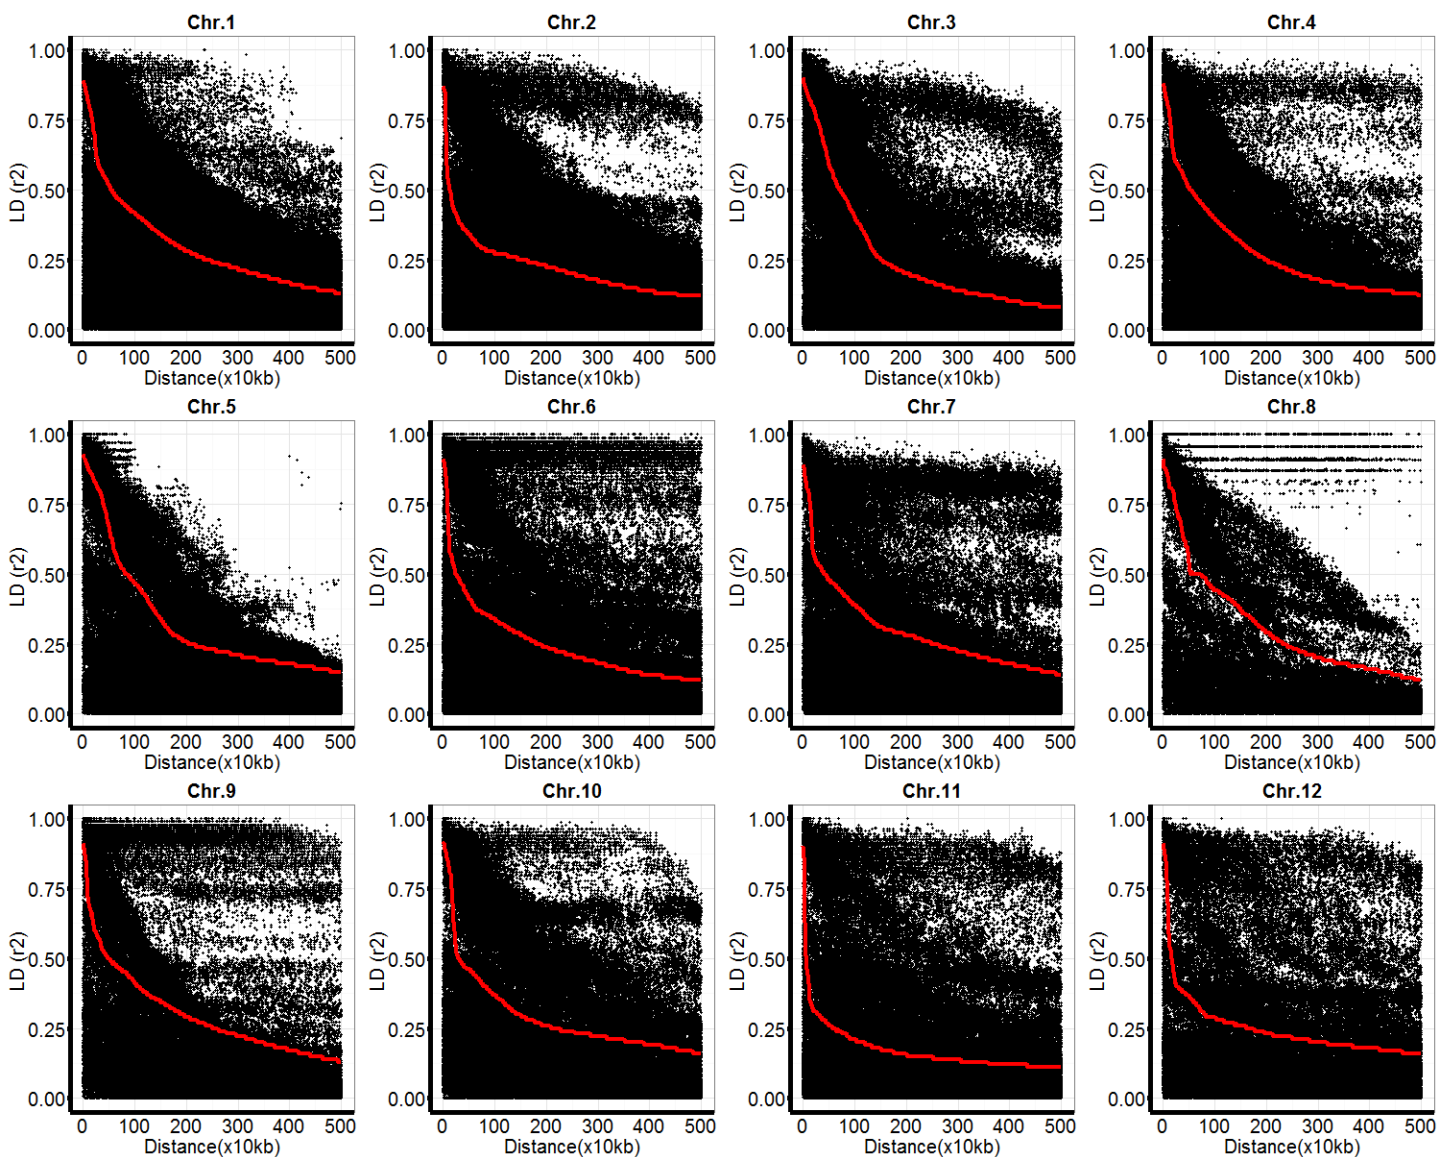 Chr.1 Chr.2 Chr.3 Chr.4
LD (r2) LD (r2) LD (r2) LD (r2)
1.00 1.00 1.00 1.00
0.75 0.75 0.75 0.75
0.50 0.50 0.50 0.50
0.25 0.25 0.25 0.25
0.00 0.00 0.00 0.00
0 100 200 300 400 500 0 100 200 300 400 500 0 100 200 300 400 500 0 100 200 300 400 500
Distance(x10kb) Distance(x10kb) Distance(x10kb) Distance(x10kb)
Chr.5 Chr.6 Chr.7 Chr.8
LD (r2) LD (r2) LD (r2) LD (r2)
1.00 1.00 1.00 1.00
0.75 0.75 0.75 0.75
0.50 0.50 0.50 0.50
0.25 0.25 0.25 0.25
0.00 0.00 0.00 0.00
0 100 200 300 400 500 0 100 200 300 400 500 0 100 200 300 400 500 0 100 200 300 400 500
Distance(x10kb) Distance(x10kb) Distance(x10kb) Distance(x10kb)
Chr.9 Chr.10 Chr.11 Chr.12
LD (r2) LD (r2) LD (r2) LD (r2)
1.00 1.00 1.00 1.00
0.75 0.75 0.75 0.75
0.50 0.50 0.50 0.50
0.25 0.25 0.25 0.25
0.00 0.00 0.00 0.00
0 100 200 300 400 500 0 100 200 300 400 500 0 100 200 300 400 500 0 100 200 300 400 500
Distance(x10kb) Distance(x10kb) Distance(x10kb) Distance(x10kb)